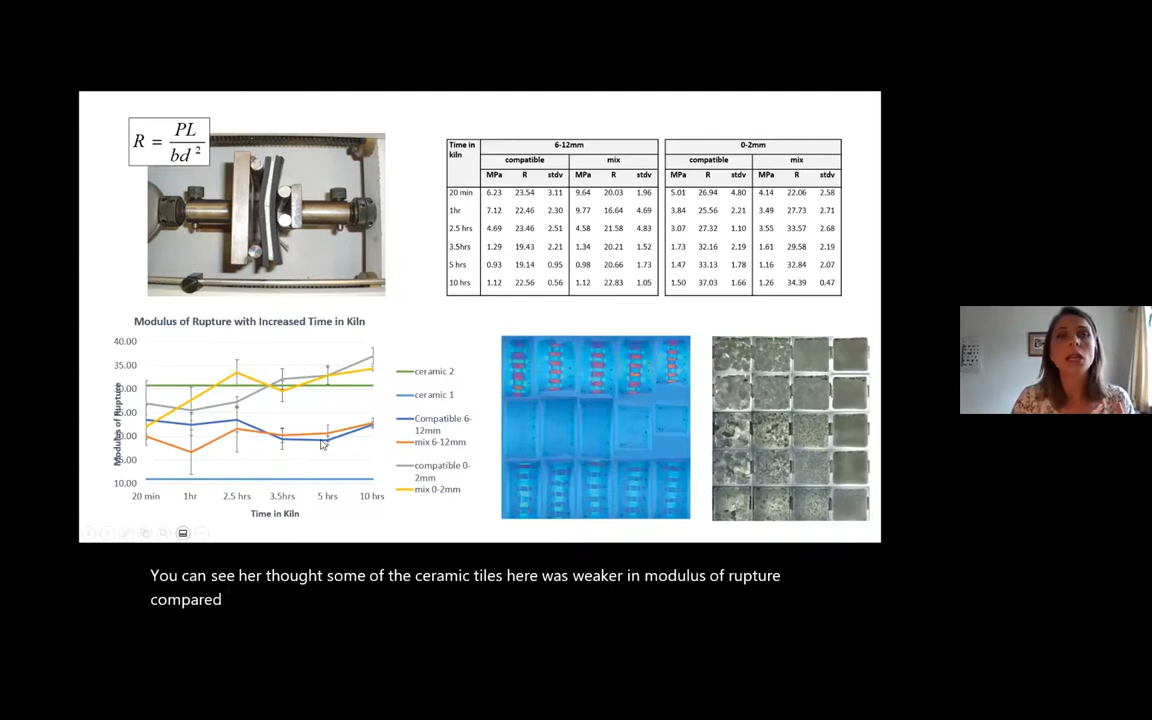 R = PL / bd²
Time in kiln 6-12mm 0-2mm
compatible mix compatible mix
MPa R stdv MPa R stdv MPa R stdv MPa R stdv
20 min 6.23 23.54 3.11 9.64 20.03 1.96 5.01 26.94 4.80 4.14 22.06 2.58
1hr 7.12 22.46 2.30 9.77 16.64 4.69 3.84 25.56 2.21 3.49 27.73 2.71
2.5 hrs 4.69 23.46 2.51 4.58 21.58 4.83 3.07 27.32 1.10 3.55 33.57 2.68
3.5hrs 1.29 19.43 2.21 1.34 20.21 1.52 1.73 32.16 2.19 1.61 29.58 2.19
5 hrs 0.93 19.14 0.95 0.98 20.66 1.73 1.47 33.13 1.78 1.16 32.84 2.07
10 hrs 1.12 22.56 0.56 1.12 22.83 1.05 1.50 37.03 1.66 1.26 34.39 0.47
Modulus of Rupture with Increased Time in Kiln
Modulus of Rupture
40.00
35.00
30.00
25.00
20.00
15.00
10.00
20 min 1hr 2.5 hrs 3.5hrs 5 hrs 10 hrs
Time in Kiln
ceramic 2
ceramic 1
Compatible 6-
12mm
mix 6-12mm
compatible 0-
2mm
mix 0-2mm
You can see her thought some of the ceramic tiles here was weaker in modulus of rupture
compared